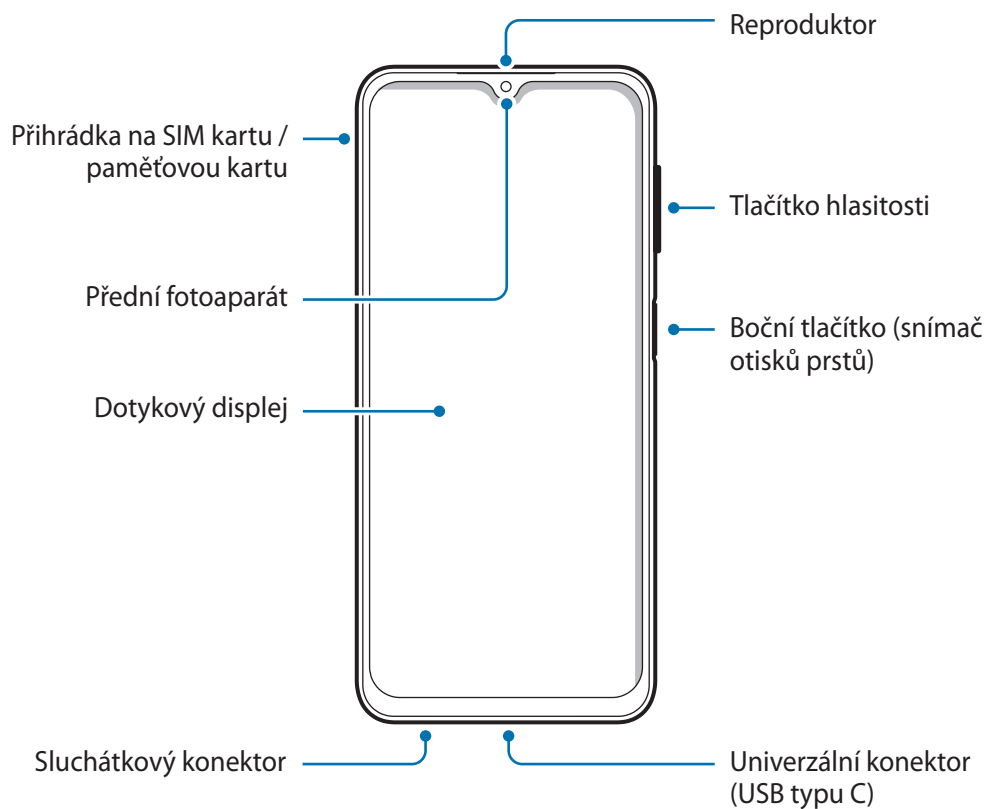 Reproduktor
Přihrádka na SIM kartu /
paměťovou kartu
Tlačítko hlasitosti
Přední fotoaparát
Boční tlačítko (snímač
otisků prstů)
Dotykový displej
Sluchátkový konektor
Univerzální konektor
(USB typu C)